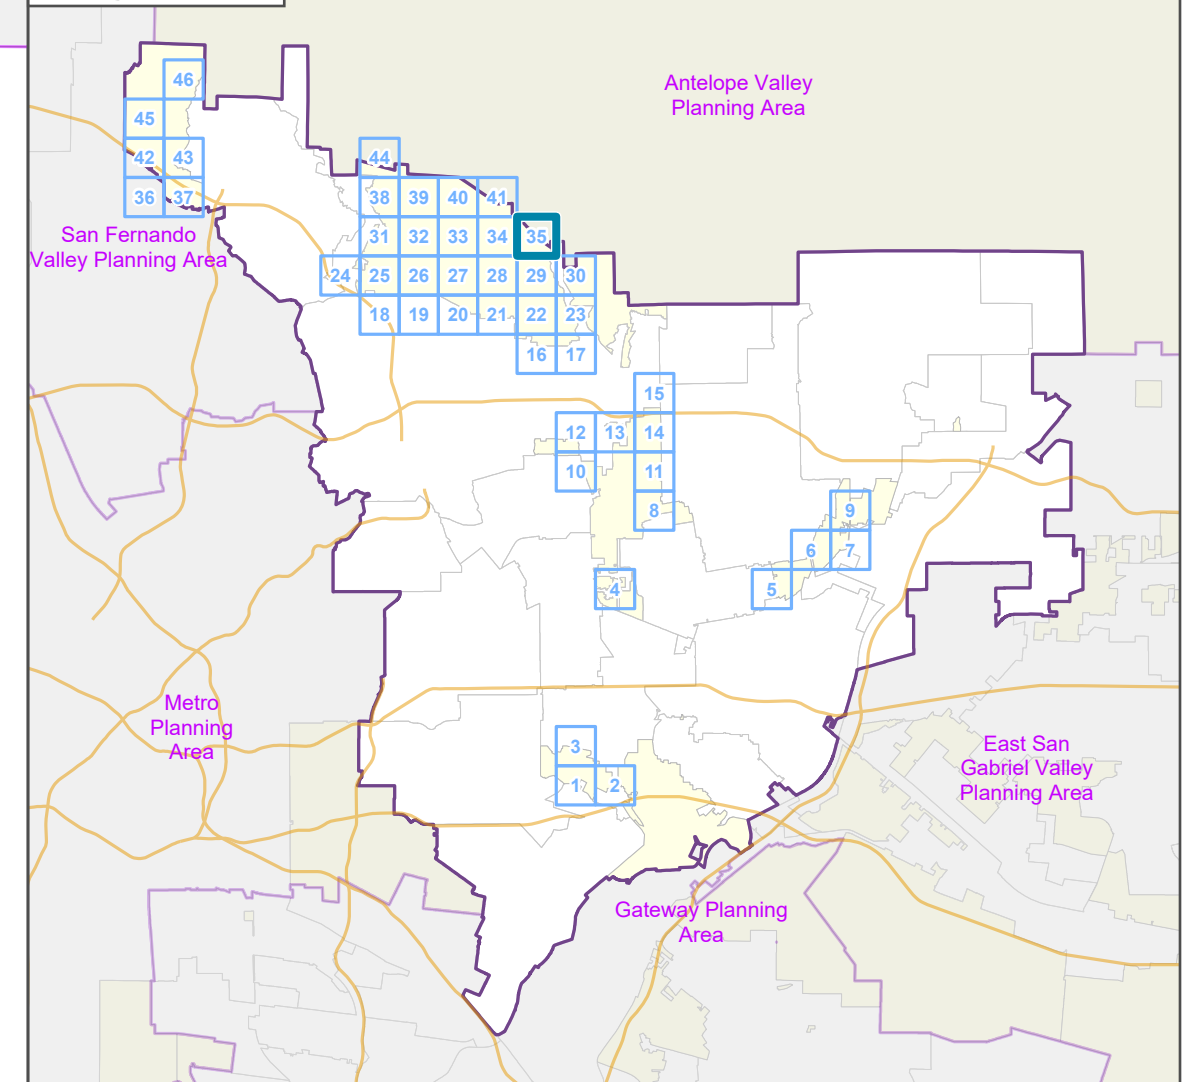 46
Antelope Valley
Planning Area
45
42 43
44
36 37
38 39 40 41
San Fernando
Valley Planning Area
31 32 33 34 35
24 25 26 27 28 29 30
18 19 20 21 22 23
16 17
15
12 13 14
10 11
8 9
6 7
4 5
Metro
Planning
Area
3
East San
Gabriel Valley
Planning Area
1 2
Gateway Planning
Area